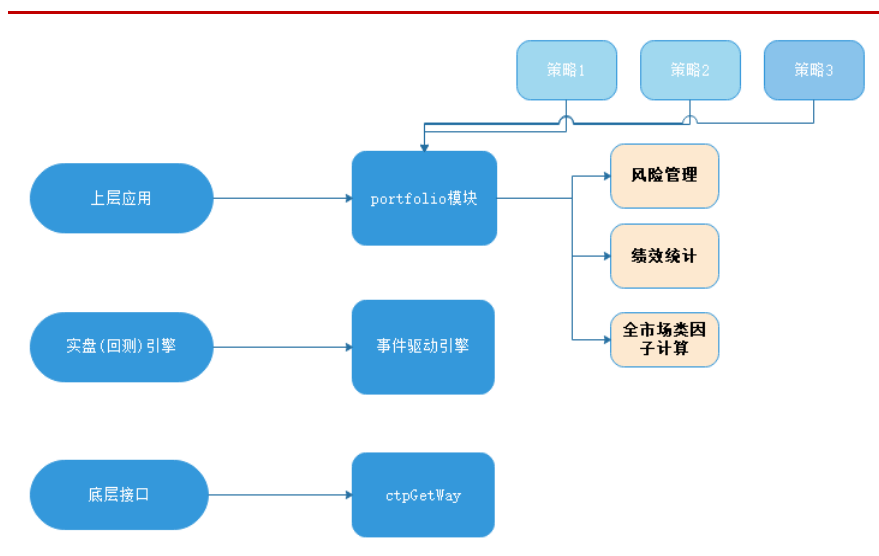 策略1
策略2
策略3
上层应用
portfolio模块
风险管理
绩效统计
全市场类因
子计算
实盘(回测)引擎
事件驱动引擎
底层接口
ctpGetWay